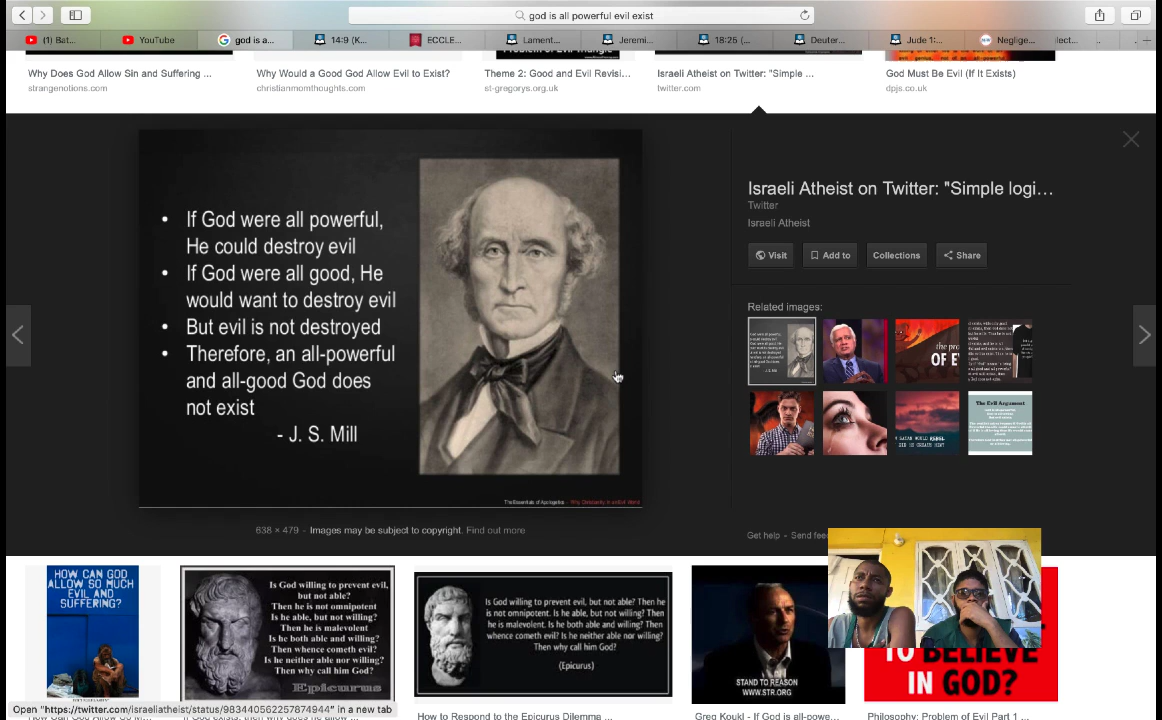 god is all powerful evil exist
(1) Bat...
YouTube
god is a...
14:9 (K...
ECCLE...
Lament...
Jeremi...
18:25 (...
Deuter...
Jude 1:...
Neglige...
Why Does God Allow Sin and Suffering ...
strangenotions.com
Why Would a Good God Allow Evil to Exist?
christianmomthoughts.com
Theme 2: Good and Evil Revisi...
st-gregorys.org.uk
Israeli Atheist on Twitter: "Simple ...
twitter.com
God Must Be Evil (If It Exists)
dpjs.co.uk
• If God were all powerful,
He could destroy evil
• If God were all good, He
would want to destroy evil
• But evil is not destroyed
• Therefore, an all-powerful
and all-good God does
not exist
- J. S. Mill
The Essentials of Apologetics - Why Christianity in an Evil World
638 × 479 - Images may be subject to copyright. Find out more
Israeli Atheist on Twitter: "Simple logi...
Twitter
Israeli Atheist
Visit
Add to
Collections
Share
Related images:
OF E
The Evil Argument
Get help - Send fee
HOW CAN GOD
ALLOW SO MUCH
EVIL AND
SUFFERING?
Is God willing to prevent evil,
but not able?
Then he is not omnipotent
Is he able, but not willing?
Then he is malevolent
Is he both able and willing?
Then whence cometh evil?
Is he neither able nor willing?
Then why call him God?
Epicurus
Is God willing to prevent evil, but not able? Then he
is not omnipotent. Is he able, but not willing? Then
he is malevolent. Is he both able and willing? Then
whence cometh evil? Is he neither able nor willing?
Then why call him God?
(Epicurus)
STAND TO REASON
WWW.STR.ORG
TO BELIEVE
IN GOD?
Open "https://twitter.com/israeliatheist/status/983440562257874944" in a new tab
How to Respond to the Epicurus Dilemma ...
Greg Koukl - If God is all-powe...
Philosophy: Problem of Evil Part 1 ...